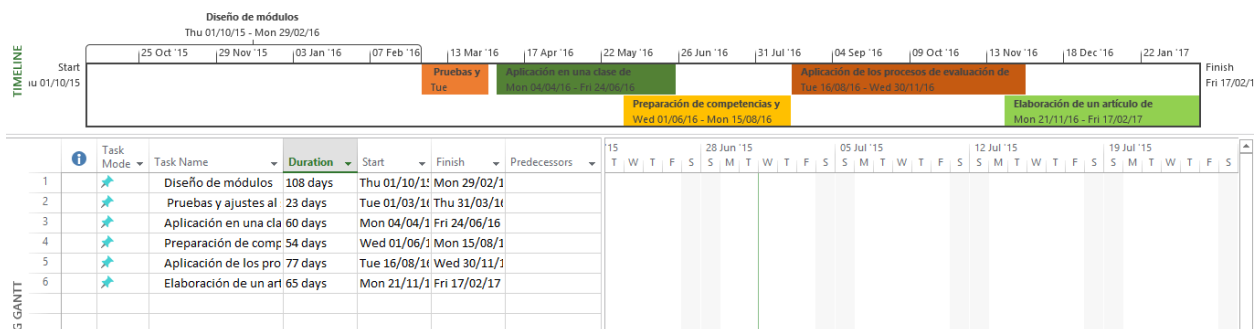 Diseño de módulos
Thu 01/10/15 - Mon 29/02/16
TIMELINE
Start
Thu 01/10/15
25 Oct '15 29 Nov '15 03 Jan '16 07 Feb '16 13 Mar '16 17 Apr '16 22 May '16 26 Jun '16 31 Jul '16 04 Sep '16 09 Oct '16 13 Nov '16 18 Dec '16 22 Jan '17
Finish
Fri 17/02/1
Pruebas y
Tue
Aplicación en una clase de
Mon 04/04/16 - Fri 24/06/16
Aplicación de los procesos de evaluación de
Tue 16/08/16 - Wed 30/11/16
Preparación de competencias y
Wed 01/06/16 - Mon 15/08/16
Elaboración de un artículo de
Mon 21/11/16 - Fri 17/02/17
Task Mode Task Name Duration Start Finish Predecessors
'15 28 Jun '15 05 Jul '15 12 Jul '15 19 Jul '15
T W T F S S M T W T F S S M T W T F S S M T W T F S S M T W T F S
1 Diseño de módulos 108 days Thu 01/10/1 Mon 29/02/1
2 Pruebas y ajustes al 23 days Tue 01/03/1 Thu 31/03/1
3 Aplicación en una cla 60 days Mon 04/04/1 Fri 24/06/16
4 Preparación de comp 54 days Wed 01/06/1 Mon 15/08/1
5 Aplicación de los pro 77 days Tue 16/08/1 Wed 30/11/1
6 Elaboración de un art 65 days Mon 21/11/1 Fri 17/02/17
G GANTT